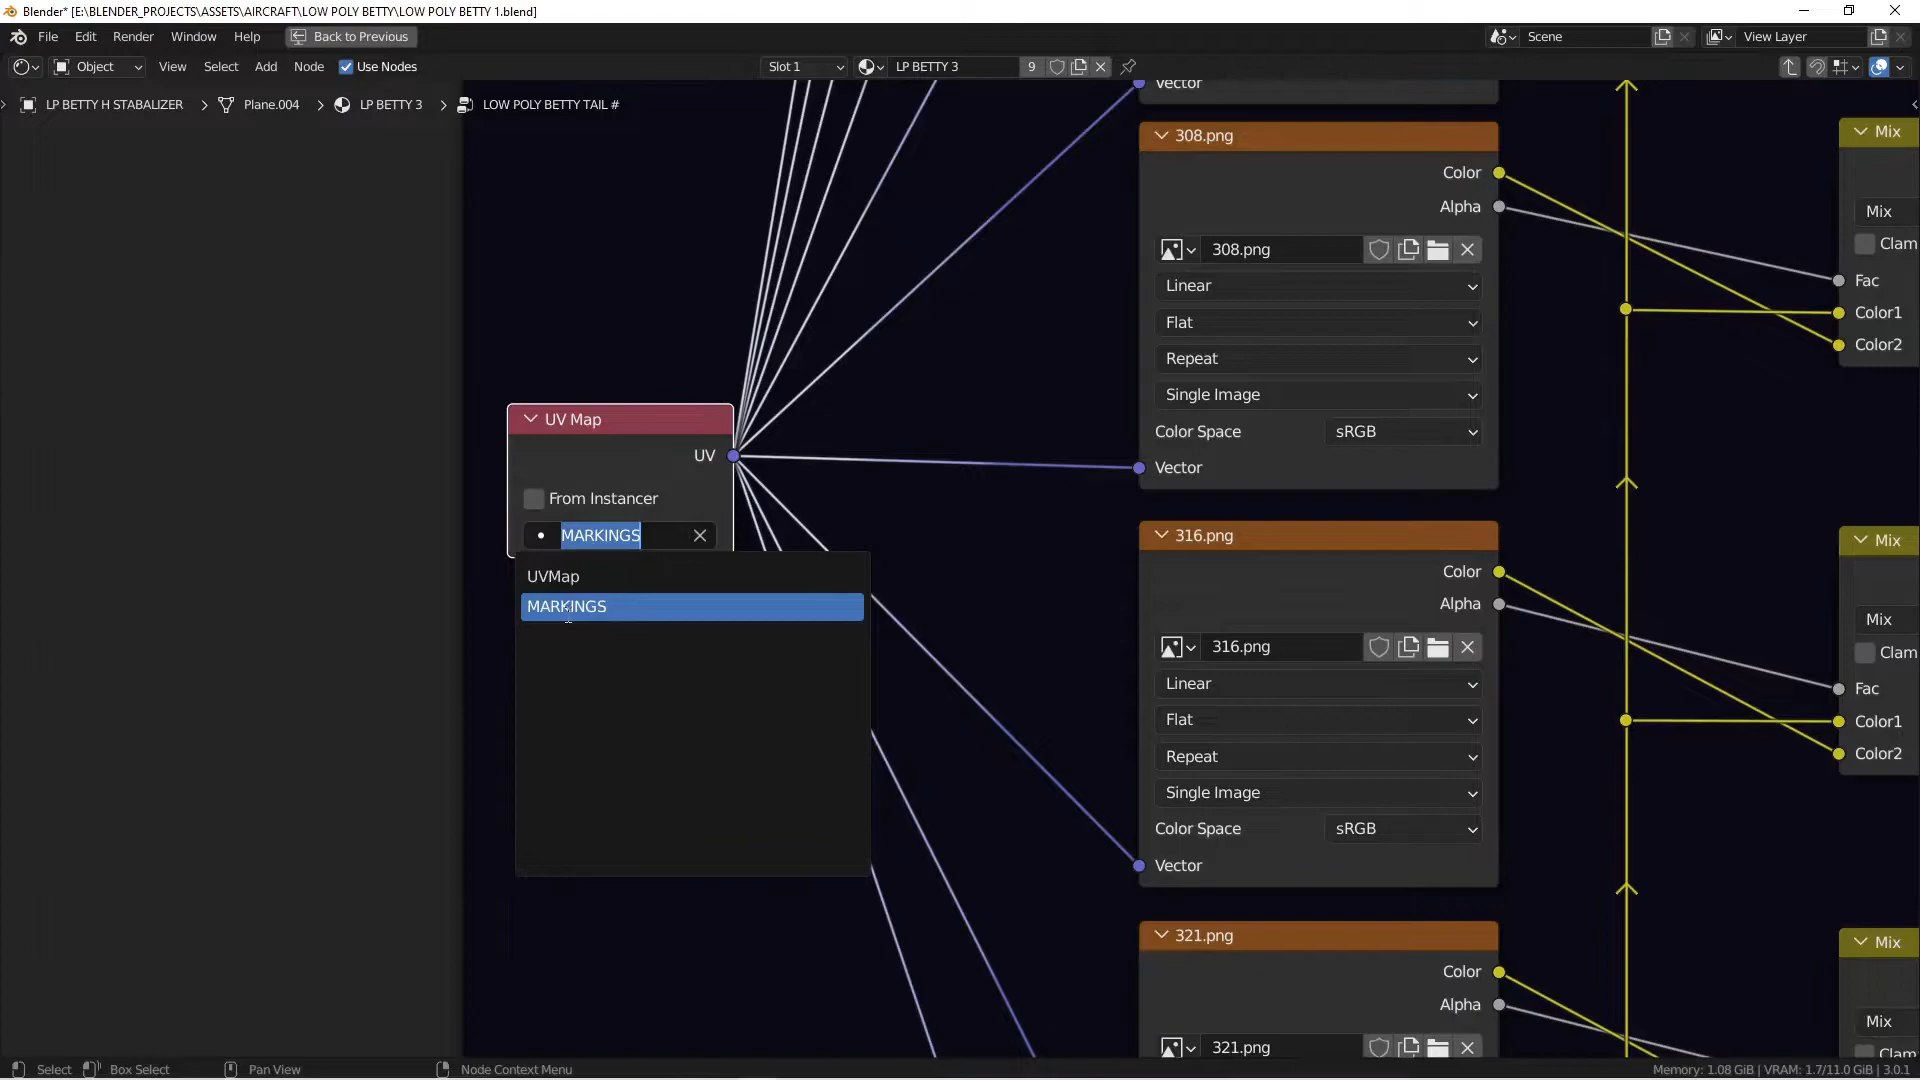 Blender* [E:\BLENDER_PROJECTS\ASSETS\AIRCRAFT\LOW POLY BETTY\LOW POLY BETTY 1.blend]
File Edit Render Window Help Back to Previous Scene View Layer
Object View Select Add Node Use Nodes Slot 1 LP BETTY 3 9
LP BETTY H STABALIZER Plane.004 LP BETTY 3 LOW POLY BETTY TAIL #
Vector
308.png
Color
Alpha
308.png
Linear
Flat
Repeat
Single Image
Color Space sRGB
Vector
Mix
Mix
Clam
Fac
Color1
Color2
UV Map
UV
From Instancer
MARKINGS
UVMap
MARKINGS
316.png
Color
Alpha
316.png
Linear
Flat
Repeat
Single Image
Color Space sRGB
Vector
Mix
Mix
Clam
Fac
Color1
Color2
321.png
Color
Alpha
321.png
Mix
Mix
Clam
Select Box Select Pan View Node Context Menu Memory: 1.08 GiB | VRAM: 1.7/11.0 GiB | 3.0.1